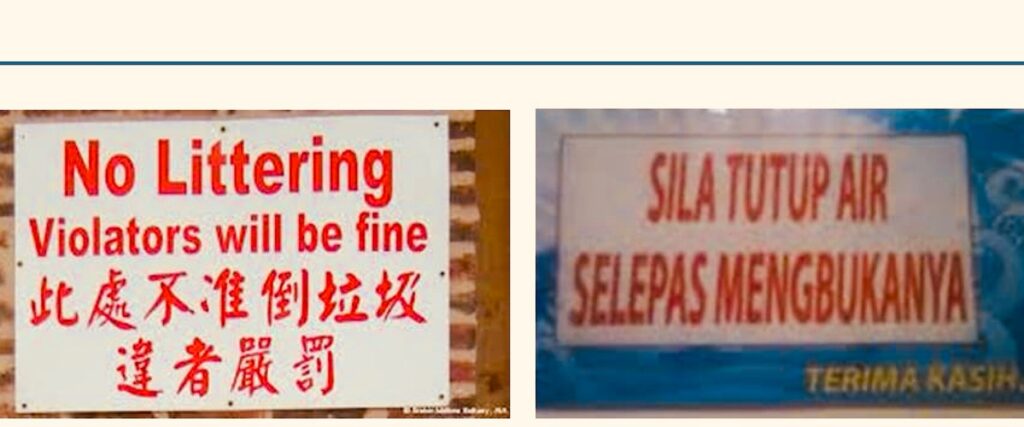 No Littering
Violators will be fine
此處不准倒垃圾
違者嚴罰
SILA TUTUP AIR
SELEPAS MENGBUKANYA
TERIMA KASIH.